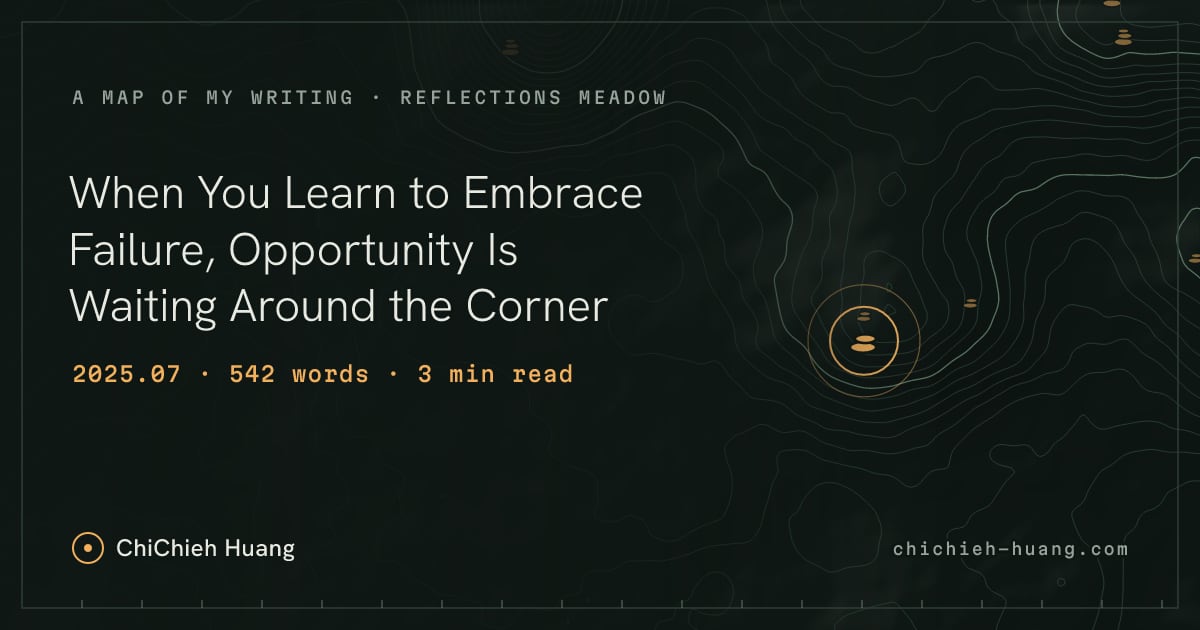 A MAP OF MY WRITING · REFLECTIONS MEADOW
When You Learn to Embrace
Failure, Opportunity Is
Waiting Around the Corner
2025.07 · 542 words · 3 min read
ChiChieh Huang
chichieh-huang.com